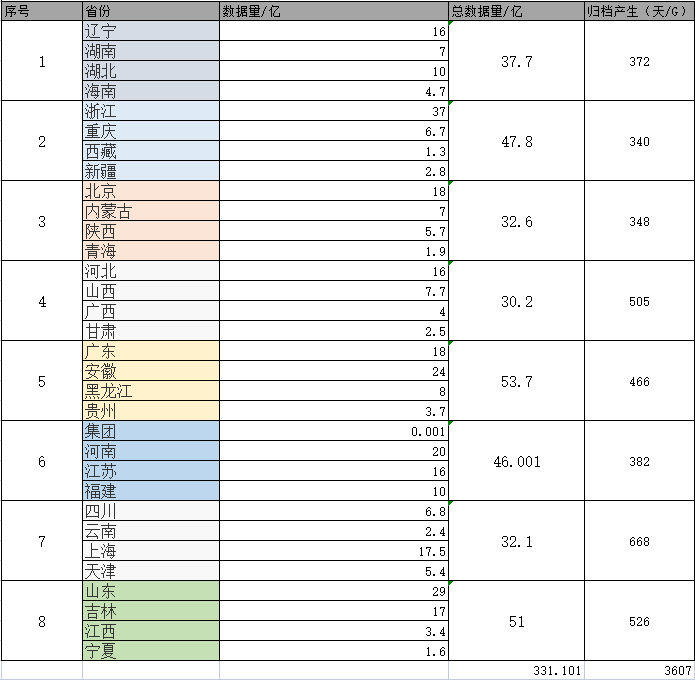 序号 省份 数据量/亿 总数据量/亿 归档产生（天/G）
1 辽宁 16 37.7 372
湖南 7
湖北 10
海南 4.7
2 浙江 37 47.8 340
重庆 6.7
西藏 1.3
新疆 2.8
3 北京 18 32.6 348
内蒙古 7
陕西 5.7
青海 1.9
4 河北 16 30.2 505
山西 7.7
广西 4
甘肃 2.5
5 广东 18 53.7 466
安徽 24
黑龙江 8
贵州 3.7
6 集团 0.001 46.001 382
河南 20
江苏 16
福建 10
7 四川 6.8 32.1 668
云南 2.4
上海 17.5
天津 5.4
8 山东 29 51 526
吉林 17
江西 3.4
宁夏 1.6
331.101 3607